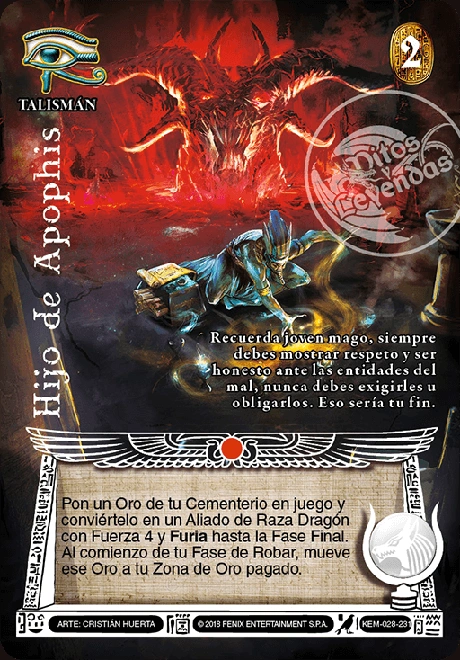 2
TALISMÁN
Hijo de Apophis
Mitos
y
Leyendas
Recuerda joven mago, siempre
debes mostrar respeto y ser
honesto ante las entidades del
mal, nunca debes exigirles u
obligarlos. Eso sería tu fin.
Pon un Oro de tu Cementerio en juego y
conviértelo en un Aliado de Raza Dragón
con Fuerza 4 y Furia hasta la Fase Final.
Al comienzo de tu Fase de Robar, mueve
ese Oro a tu Zona de Oro pagado.
ARTE: CRISTIÁN HUERTA
© 2018 FENIX ENTERTAINMENT S.P.A.
KEM-028-23